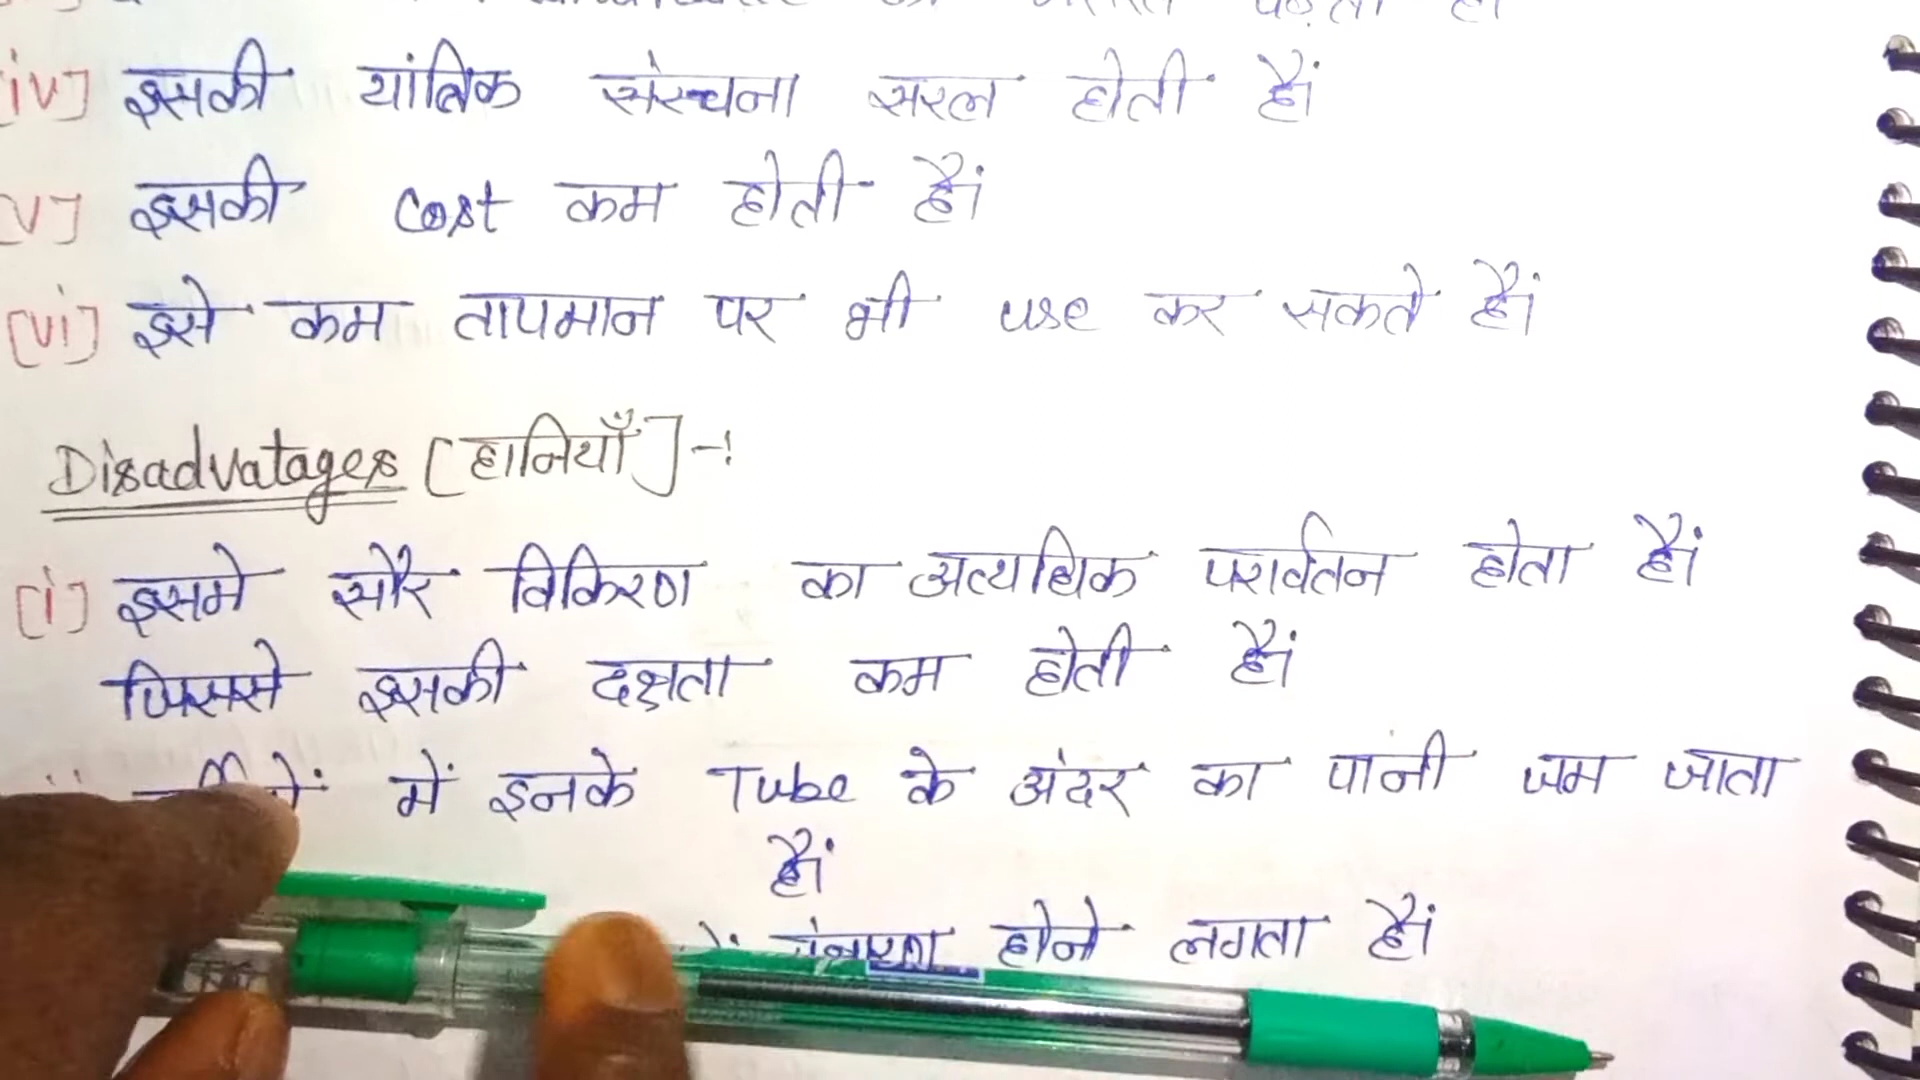 [iv] इसकी यांत्रिक संरचना सरल होती हैं
[v] इसकी Cost कम होती हैं
[vi] इसे कम तापमान पर भी use कर सकते हैं
Disadvatages [हानियाँ] -:
[i] इसमे सौर विकिरण का अत्यधिक परावर्तन होता हैं
जिससे इसकी दक्षता कम होती हैं
में इनके Tube के अंदर का पानी जम जाता
हैं
होने लगता हैं